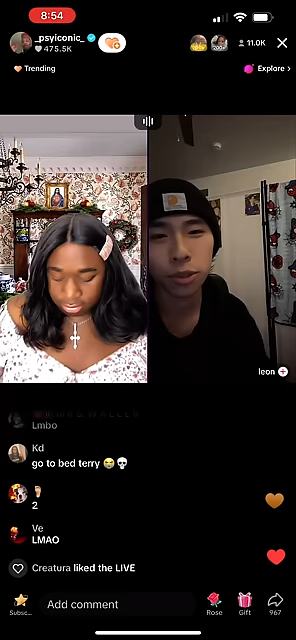 8:54
_psyiconic_
475.5K
11.0K
Trending
Explore >
leon
Lmbo
Kd
go to bed terry 😭💀
2
Ve
LMAO
Creatura liked the LIVE
Subsc...
Add comment
Rose
Gift
967